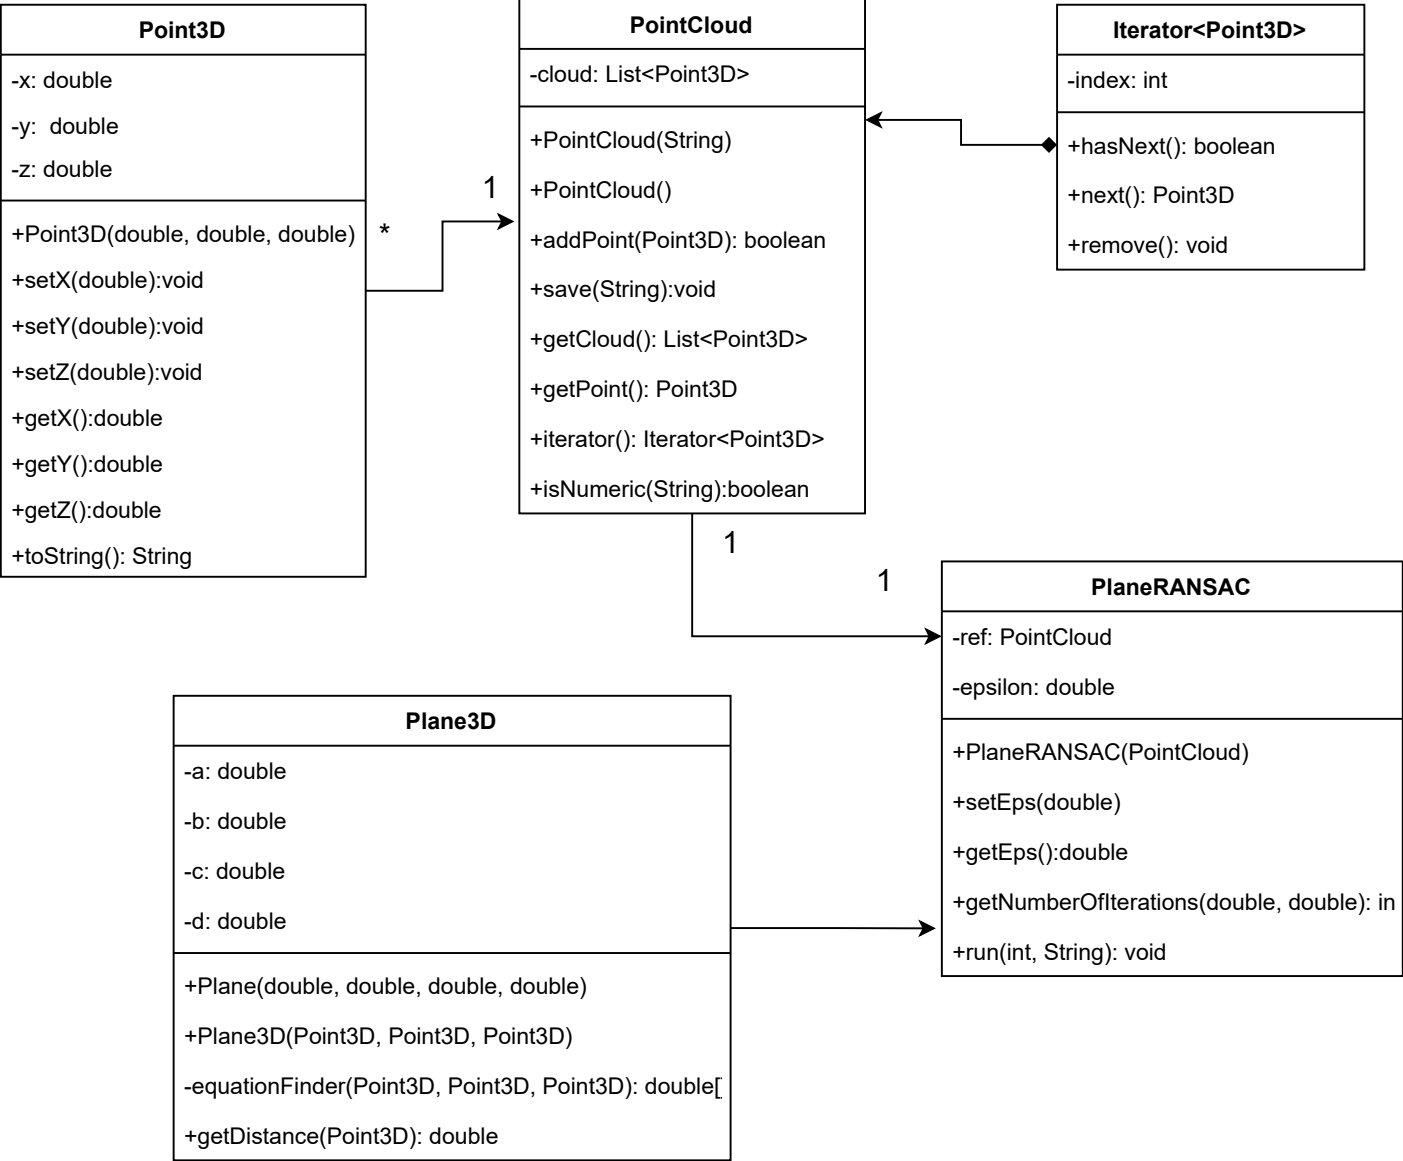 Point3D
-x: double
-y:  double
-z: double
+Point3D(double, double, double)
+setX(double):void
+setY(double):void
+setZ(double):void
+getX():double
+getY():double
+getZ():double
+toString(): String
*
1
PointCloud
-cloud: List<Point3D>
+PointCloud(String)
+PointCloud()
+addPoint(Point3D): boolean
+save(String):void
+getCloud(): List<Point3D>
+getPoint(): Point3D
+iterator(): Iterator<Point3D>
+isNumeric(String):boolean
Iterator<Point3D>
-index: int
+hasNext(): boolean
+next(): Point3D
+remove(): void
1
1
PlaneRANSAC
-ref: PointCloud
-epsilon: double
+PlaneRANSAC(PointCloud)
+setEps(double)
+getEps():double
+getNumberOfIterations(double, double): in
+run(int, String): void
Plane3D
-a: double
-b: double
-c: double
-d: double
+Plane(double, double, double, double)
+Plane3D(Point3D, Point3D, Point3D)
-equationFinder(Point3D, Point3D, Point3D): double[
+getDistance(Point3D): double